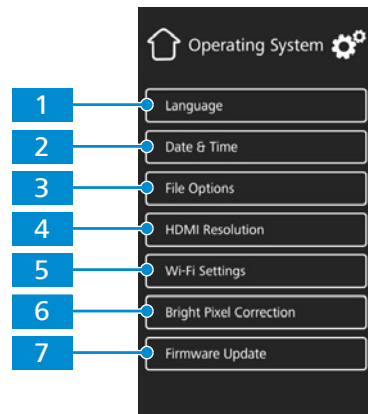 Operating System
1 Language
2 Date & Time
3 File Options
4 HDMI Resolution
5 Wi-Fi Settings
6 Bright Pixel Correction
7 Firmware Update